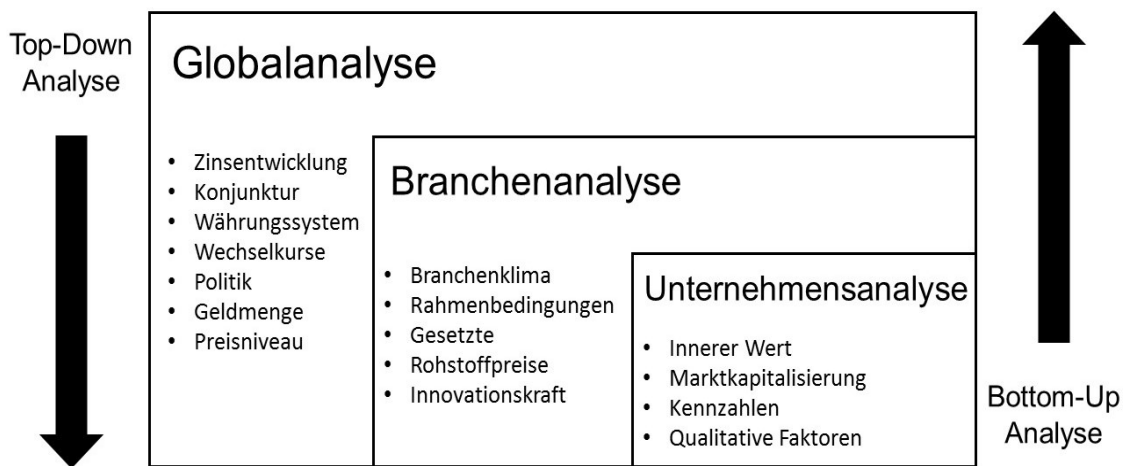 Top-Down
Analyse
Globalanalyse
• Zinsentwicklung
• Konjunktur
• Währungssystem
• Wechselkurse
• Politik
• Geldmenge
• Preisniveau
Branchenanalyse
• Branchenklima
• Rahmenbedingungen
• Gesetzte
• Rohstoffpreise
• Innovationskraft
Unternehmensanalyse
• Innerer Wert
• Marktkapitalisierung
• Kennzahlen
• Qualitative Faktoren
Bottom-Up
Analyse